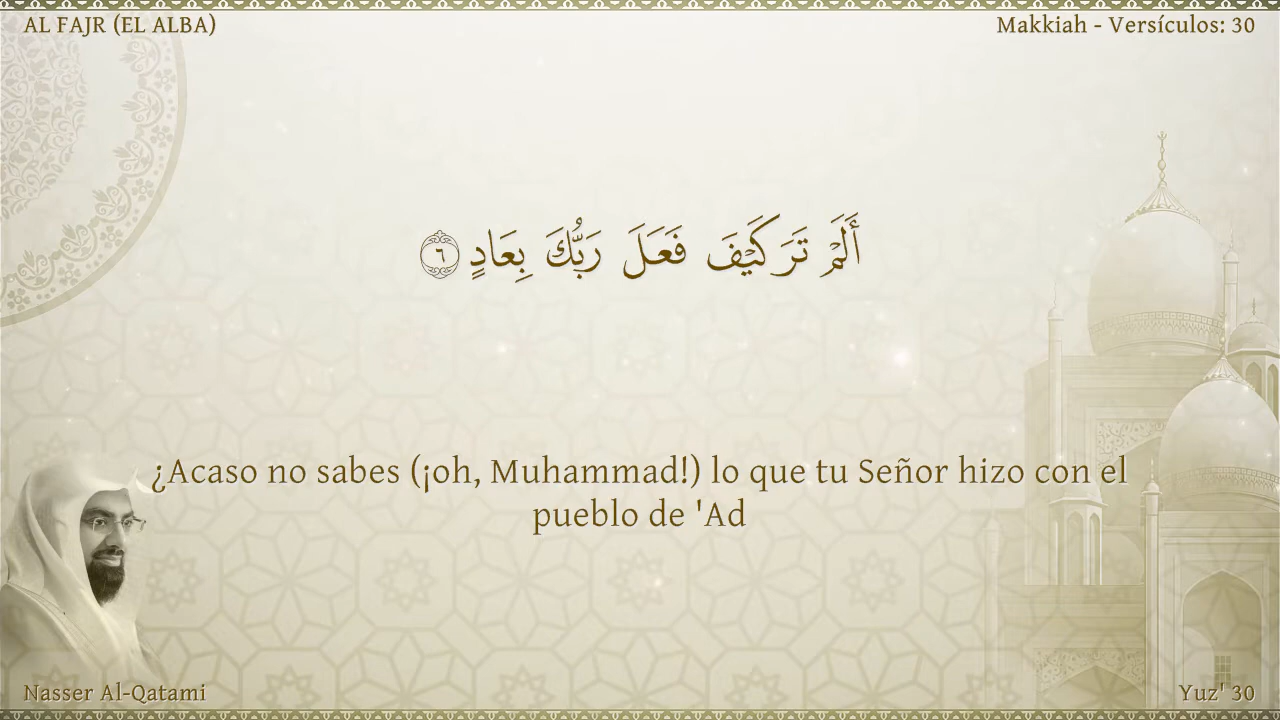 AL FAJR (EL ALBA)
Makkiah - Versículos: 30
أَلَمْ تَرَ كَيْفَ فَعَلَ رَبُّكَ بِعَادٍ ٦
¿Acaso no sabes (¡oh, Muhammad!) lo que tu Señor hizo con el
pueblo de 'Ad
Nasser Al-Qatami
Yuz' 30